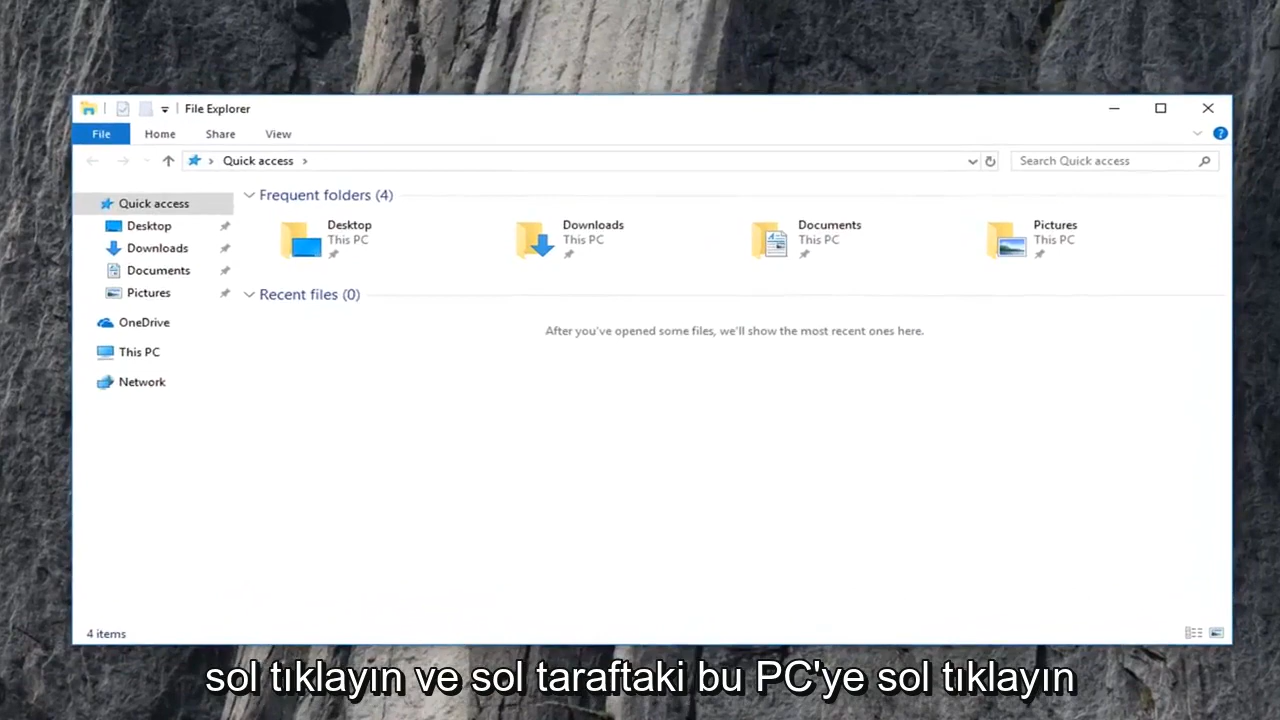 File Explorer
File Home Share View
Quick access
Search Quick access
Quick access
Desktop
Downloads
Documents
Pictures
OneDrive
This PC
Network
Frequent folders (4)
Desktop
This PC
Downloads
This PC
Documents
This PC
Pictures
This PC
Recent files (0)
After you've opened some files, we'll show the most recent ones here.
4 items
sol tıklayın ve sol taraftaki bu PC'ye sol tıklayın